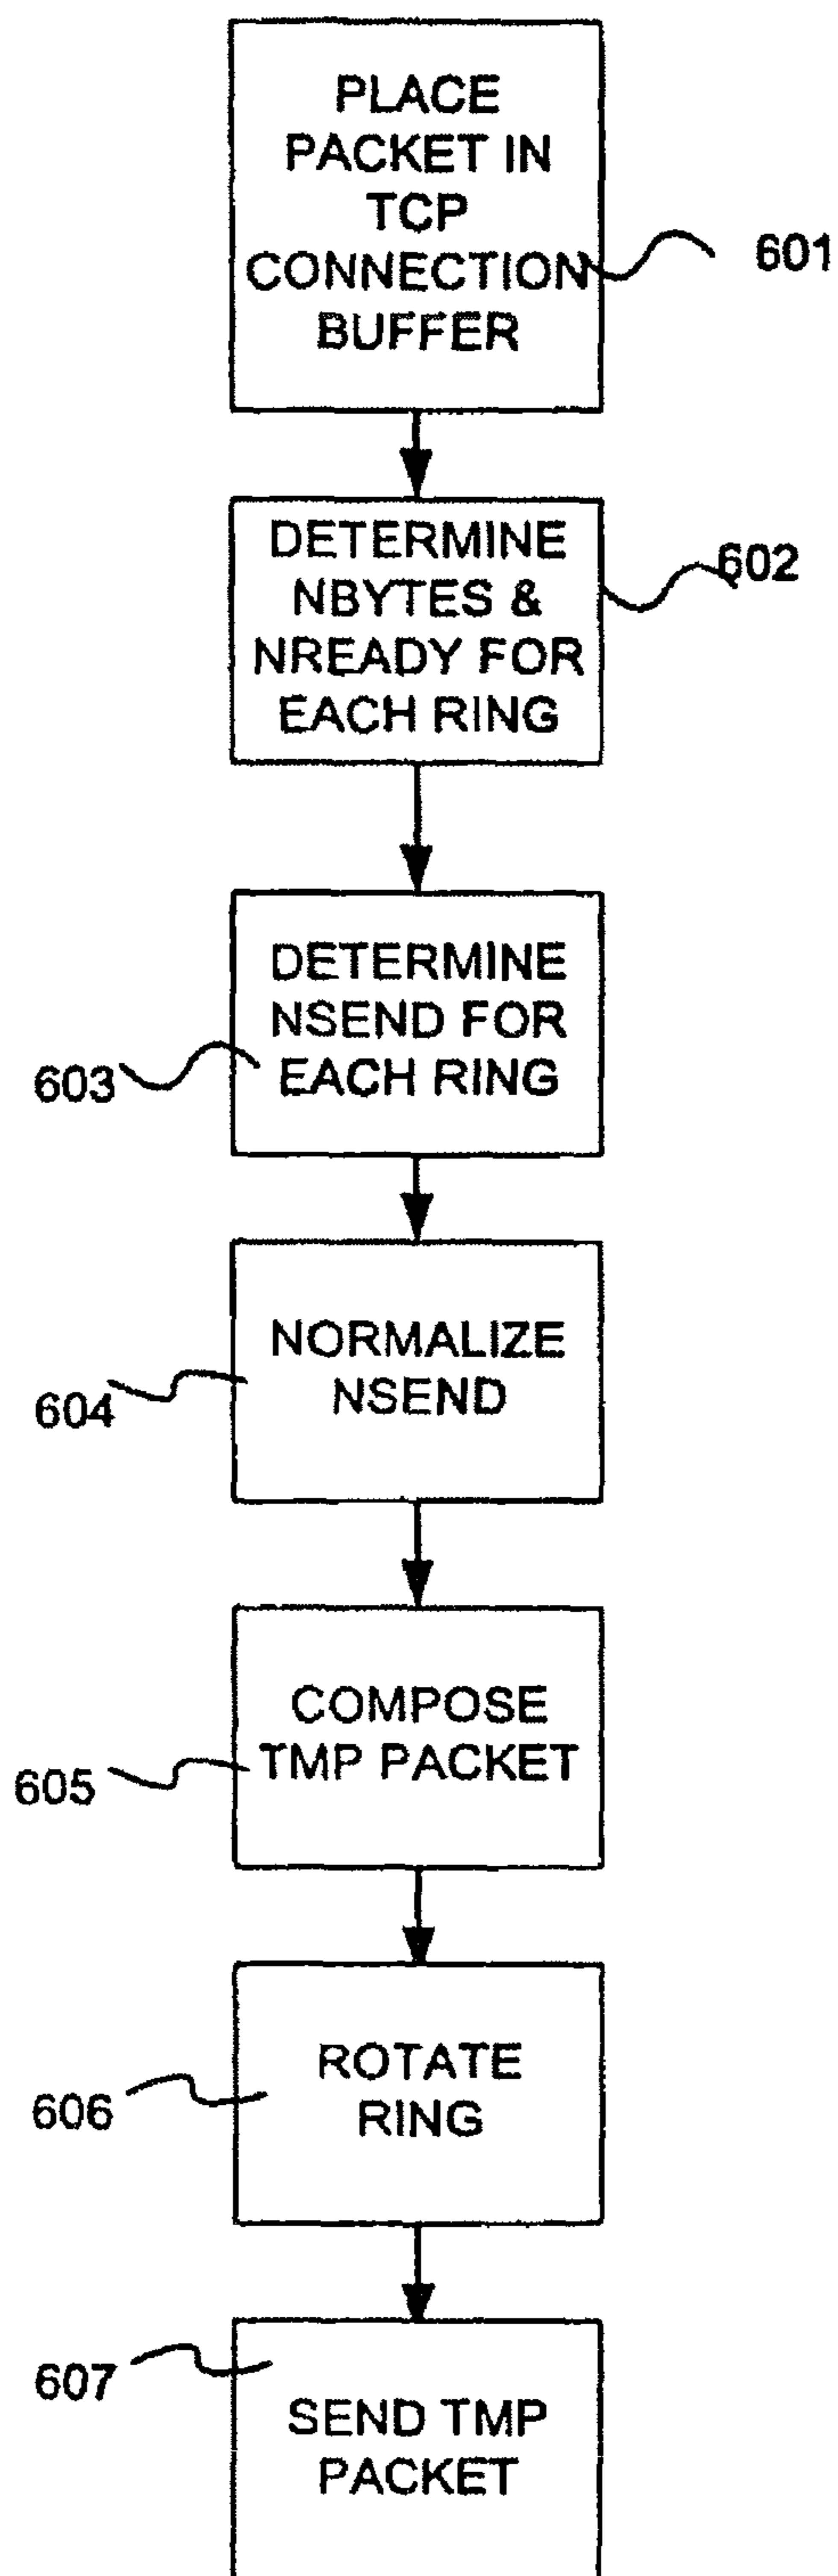 PLACE
PACKET IN
TCP
CONNECTION
BUFFER
601
DETERMINE
NBYTES &
NREADY FOR
EACH RING
602
DETERMINE
NSEND FOR
EACH RING
603
NORMALIZE
NSEND
604
COMPOSE
TMP PACKET
605
ROTATE
RING
606
607
SEND TMP
PACKET